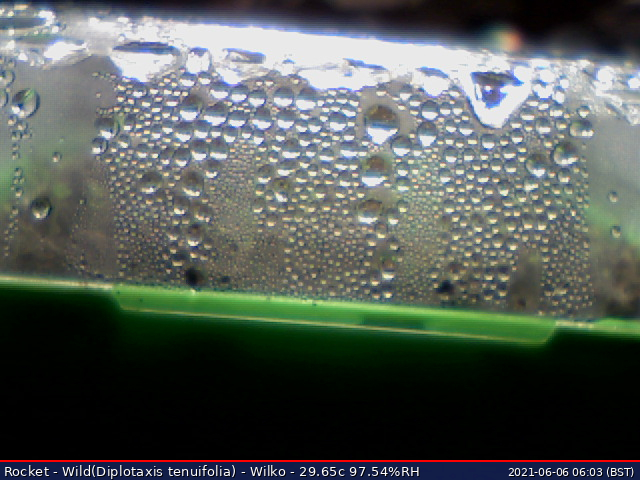 Rocket - Wild(Diplotaxis tenuifolia) - Wilko - 29.65c 97.54%RH
2021-06-06 06:03 (BST)